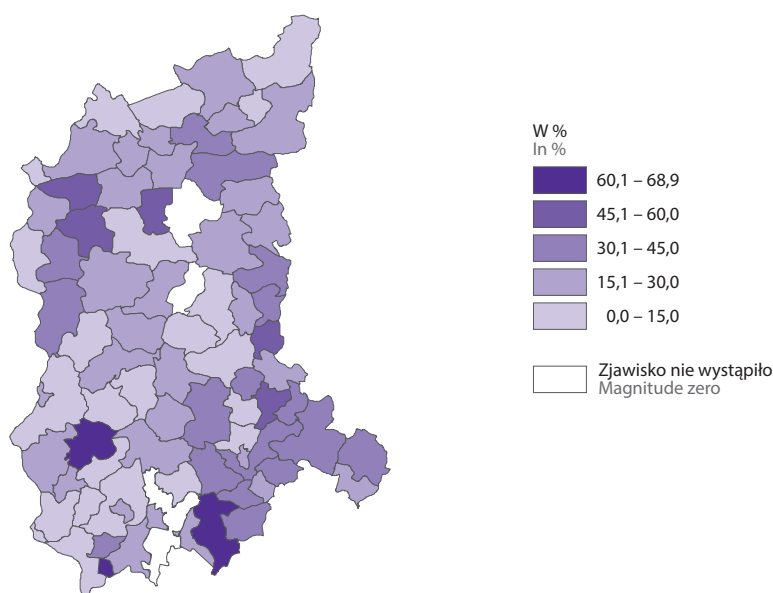 W %
In %
60,1 – 68,9
45,1 – 60,0
30,1 – 45,0
15,1 – 30,0
0,0 – 15,0
Zjawisko nie wystąpiło
Magnitude zero